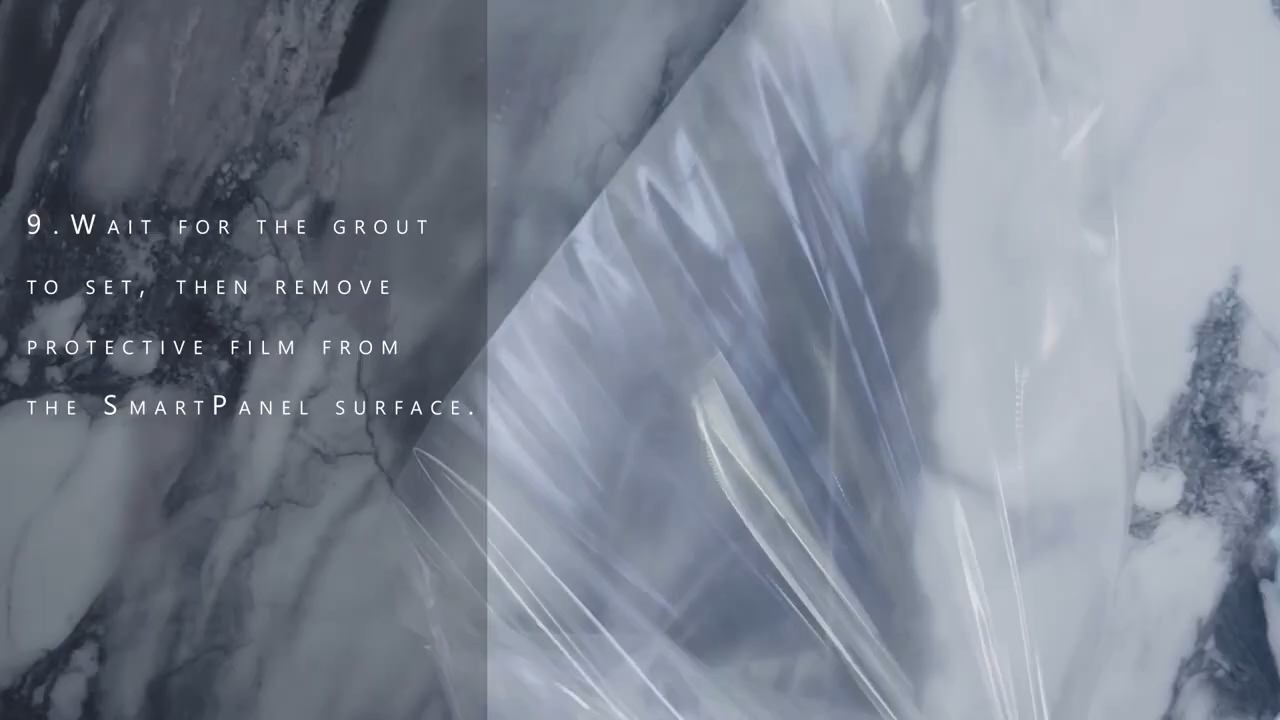 9. Wait for the grout
to set, then remove
protective film from
the SmartPanel surface.